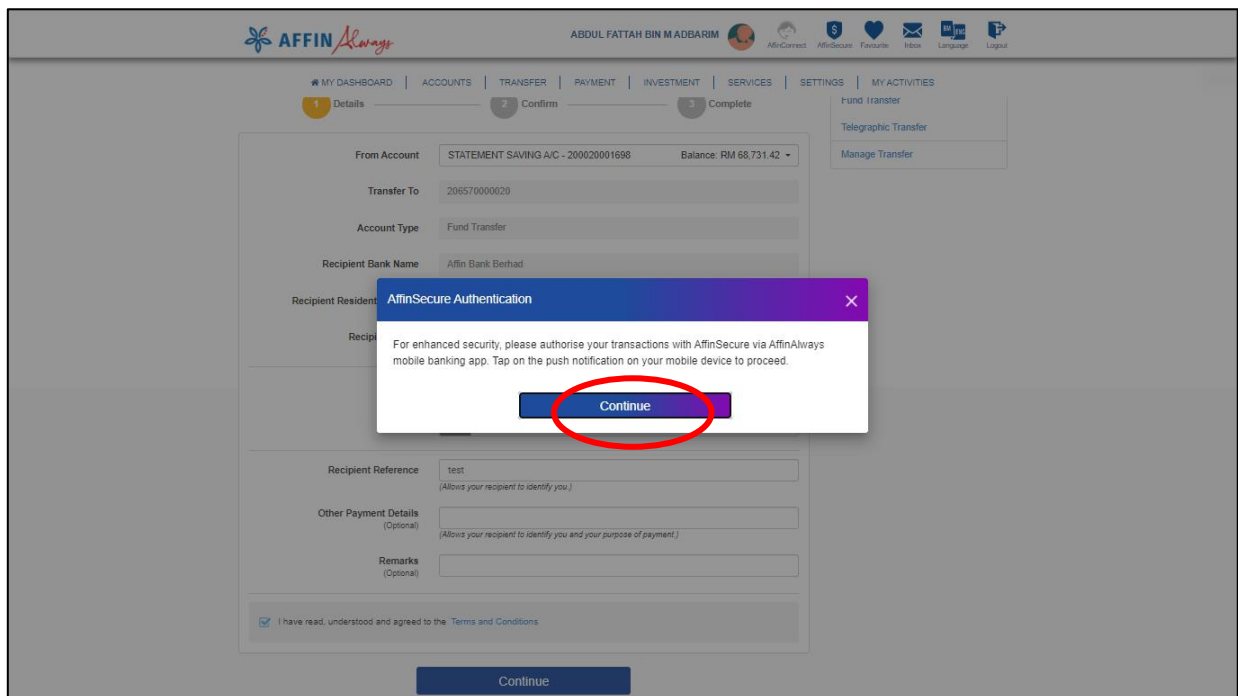 AFFIN Always
ABDUL FATTAH BIN M ADBARIM
AffinConnect AffinSecure Favourite Inbox Language Logout
BM ENG
MY DASHBOARD | ACCOUNTS | TRANSFER | PAYMENT | INVESTMENT | SERVICES | SETTINGS | MY ACTIVITIES
1 Details 2 Confirm 3 Complete
Fund Transfer
Telegraphic Transfer
Manage Transfer
From Account STATEMENT SAVING A/C - 200020001698 Balance: RM 68,731.42
Transfer To 206570000020
Account Type Fund Transfer
Recipient Bank Name Affin Bank Berhad
Recipient Resident
Recipi
AffinSecure Authentication
For enhanced security, please authorise your transactions with AffinSecure via AffinAlways
mobile banking app. Tap on the push notification on your mobile device to proceed.
Continue
Recipient Reference test
(Allows your recipient to identify you.)
Other Payment Details
(Optional)
(Allows your recipient to identify you and your purpose of payment.)
Remarks
(Optional)
I have read, understood and agreed to the Terms and Conditions
Continue